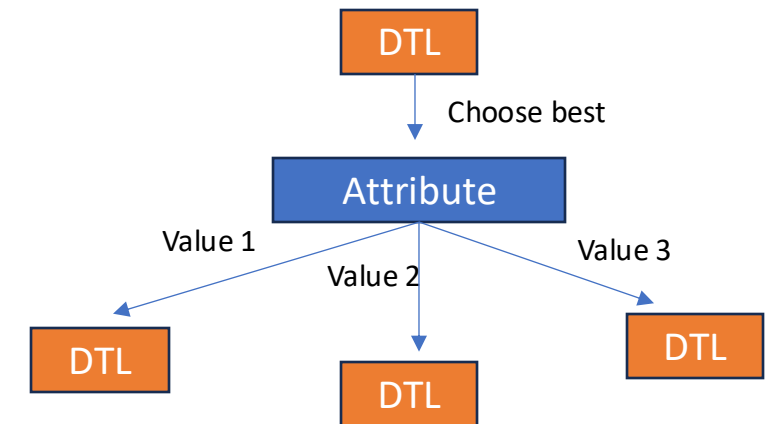 DTL
Choose best
Attribute
Value 1
Value 2
Value 3
DTL
DTL
DTL